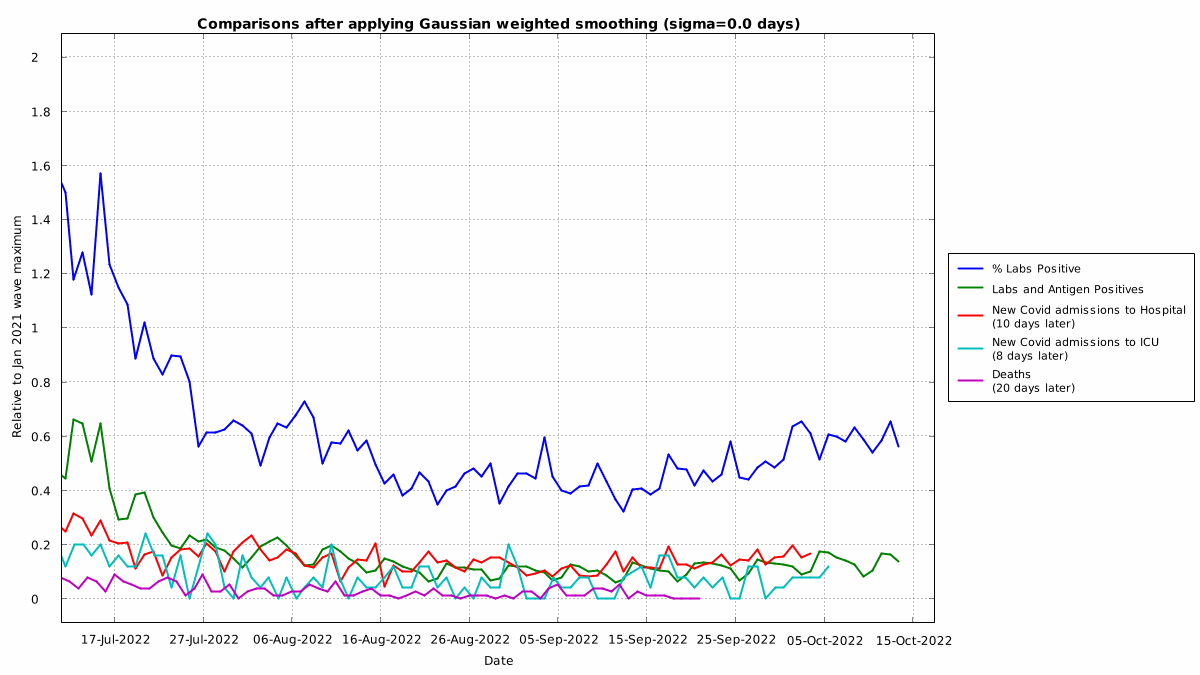 Comparisons after applying Gaussian weighted smoothing (sigma=0.0 days)
2
1.8
1.6
1.4
1.2
1
0.8
0.6
0.4
0.2
0
Relative to Jan 2021 wave maximum
17-Jul-2022
27-Jul-2022
06-Aug-2022
16-Aug-2022
26-Aug-2022
05-Sep-2022
15-Sep-2022
25-Sep-2022
05-Oct-2022
15-Oct-2022
Date
% Labs Positive
Labs and Antigen Positives
New Covid admissions to Hospital
(10 days later)
New Covid admissions to ICU
(8 days later)
Deaths
(20 days later)